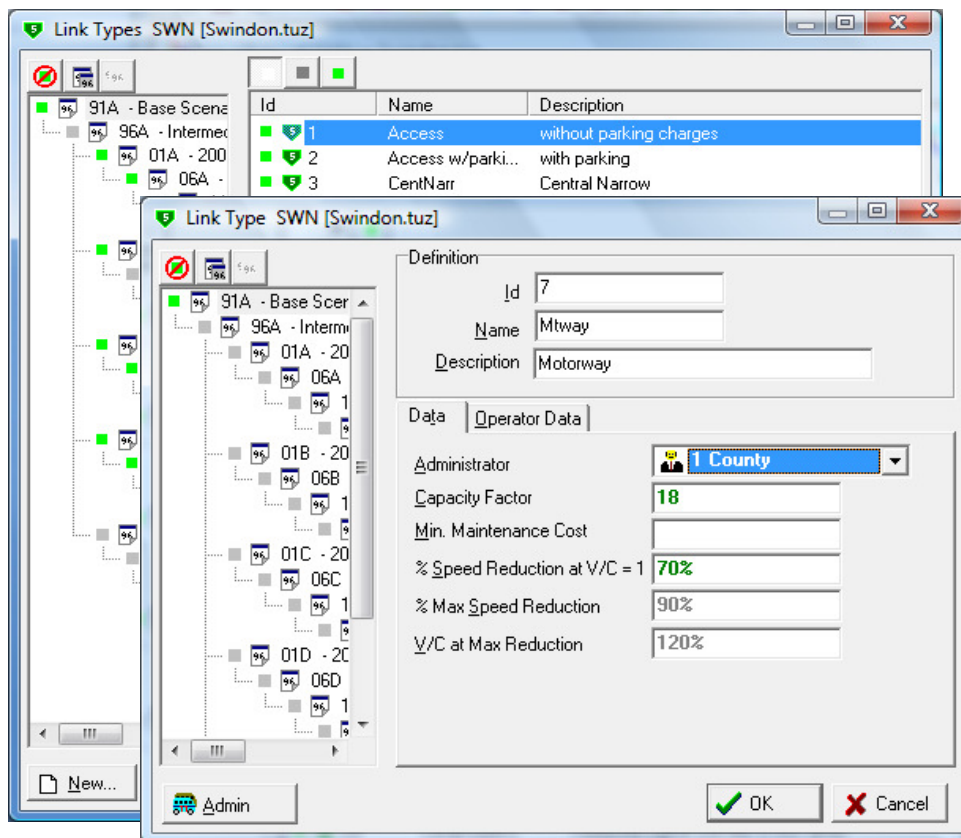 Link Types SWN [Swindon.tuz]
Id Name Description
91A - Base Scena
96A - Intermed
01A - 200
06A -
1 Access without parking charges
2 Access w/parki... with parking
3 CentNarr Central Narrow
New...
Link Type SWN [Swindon.tuz]
91A - Base Scer
96A - Interm
01A - 20
06A
1
01B - 20
06B
1
01C - 20
06C
1
01D - 20
06D
1
Definition
Id 7
Name Mtway
Description Motorway
Data Operator Data
Administrator 1 County
Capacity Factor 18
Min. Maintenance Cost
% Speed Reduction at V/C = 1 70%
% Max Speed Reduction 90%
V/C at Max Reduction 120%
Admin
OK Cancel